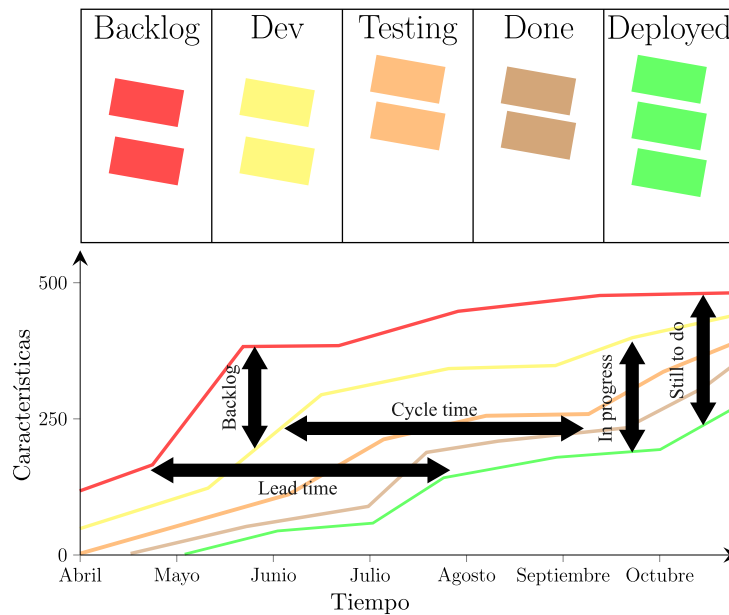 Backlog Dev Testing Done Deployed
500
250
0
Características
Backlog
Cycle time
Lead time
In progress
Still to do
Abril Mayo Junio Julio Agosto Septiembre Octubre
Tiempo